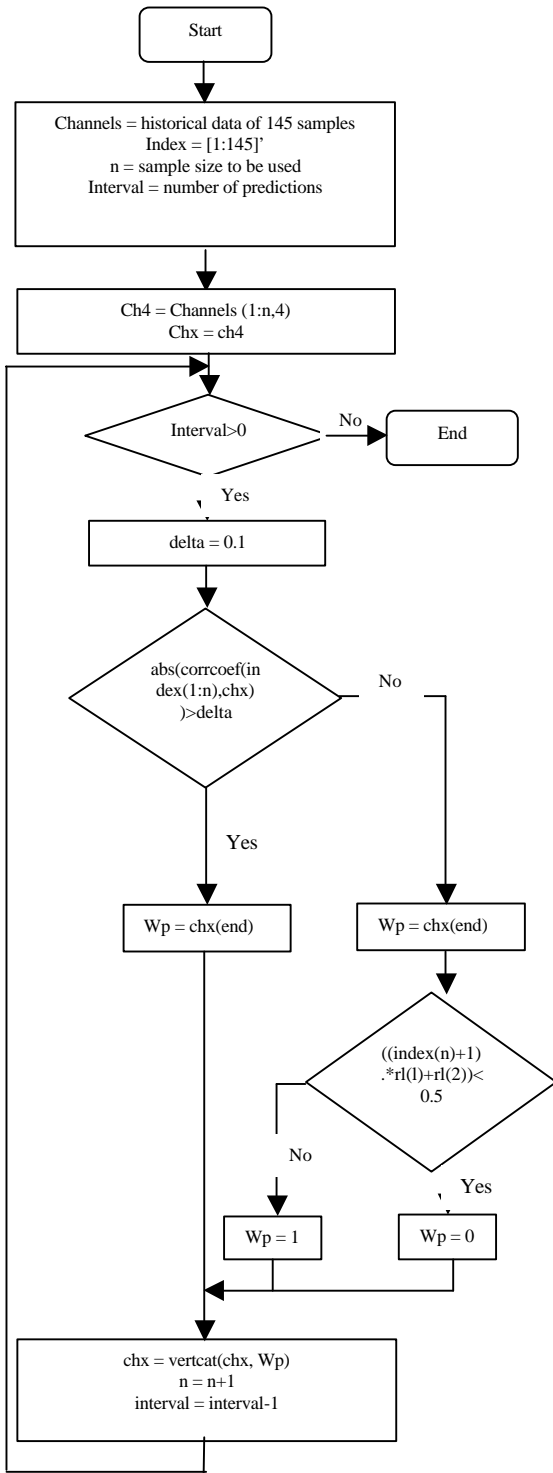 Start
Channels = historical data of 145 samples
Index = [1:145]’
n = sample size to be used
Interval = number of predictions
Ch4 = Channels (1:n,4)
Chx = ch4
Interval>0
No
End
Yes
delta = 0.1
abs(corrcoef(in
dex(1:n),chx)
)>delta
No
Yes
Wp = chx(end)
Wp = chx(end)
((index(n)+1)
.*rl(l)+rl(2))<
0.5
No
Yes
Wp = 1
Wp = 0
chx = vertcat(chx, Wp)
n = n+1
interval = interval-1